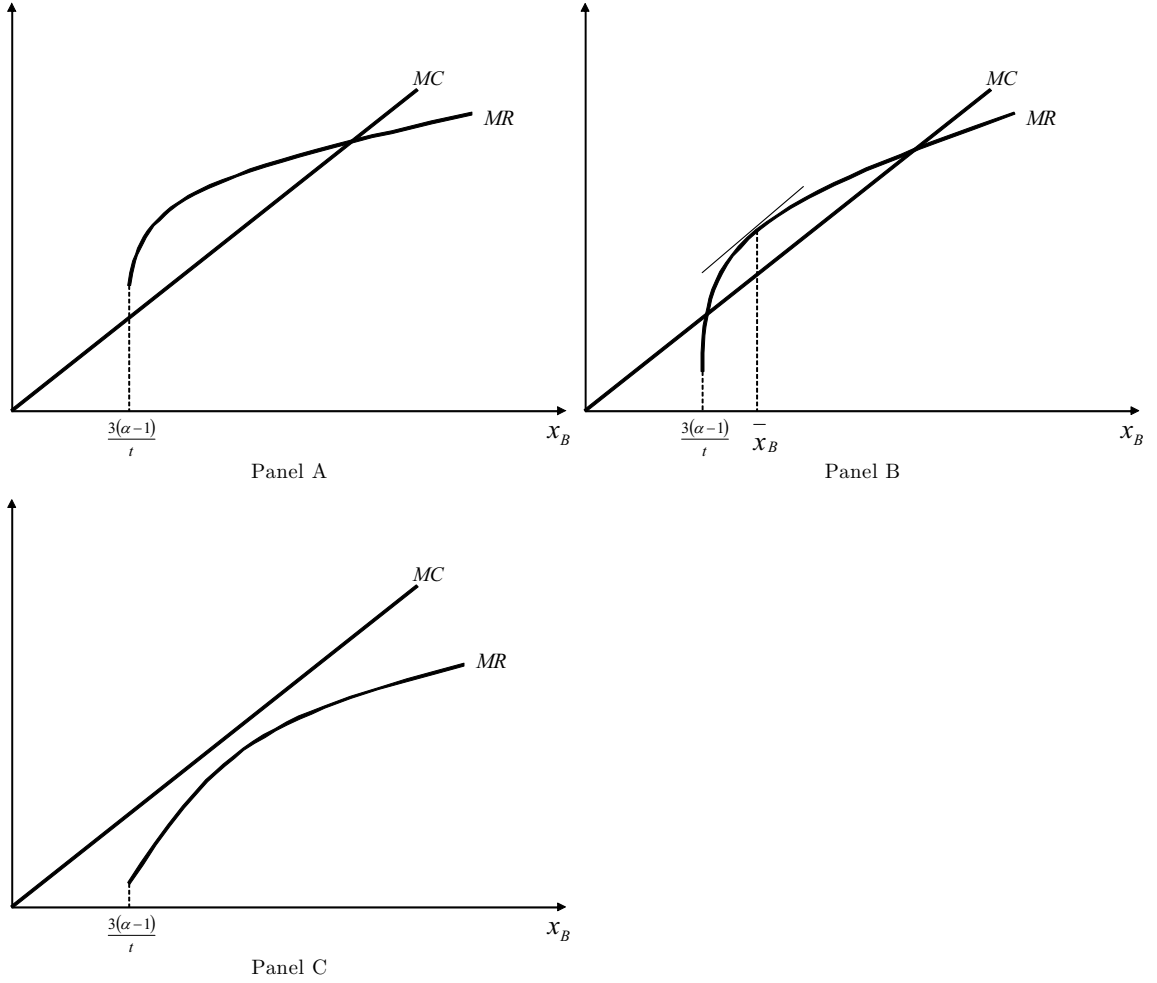 MC
MR
3(α−1)
t
x_B
Panel A
MC
MR
3(α−1)
t
x̄_B
x_B
Panel B
MC
MR
3(α−1)
t
x_B
Panel C